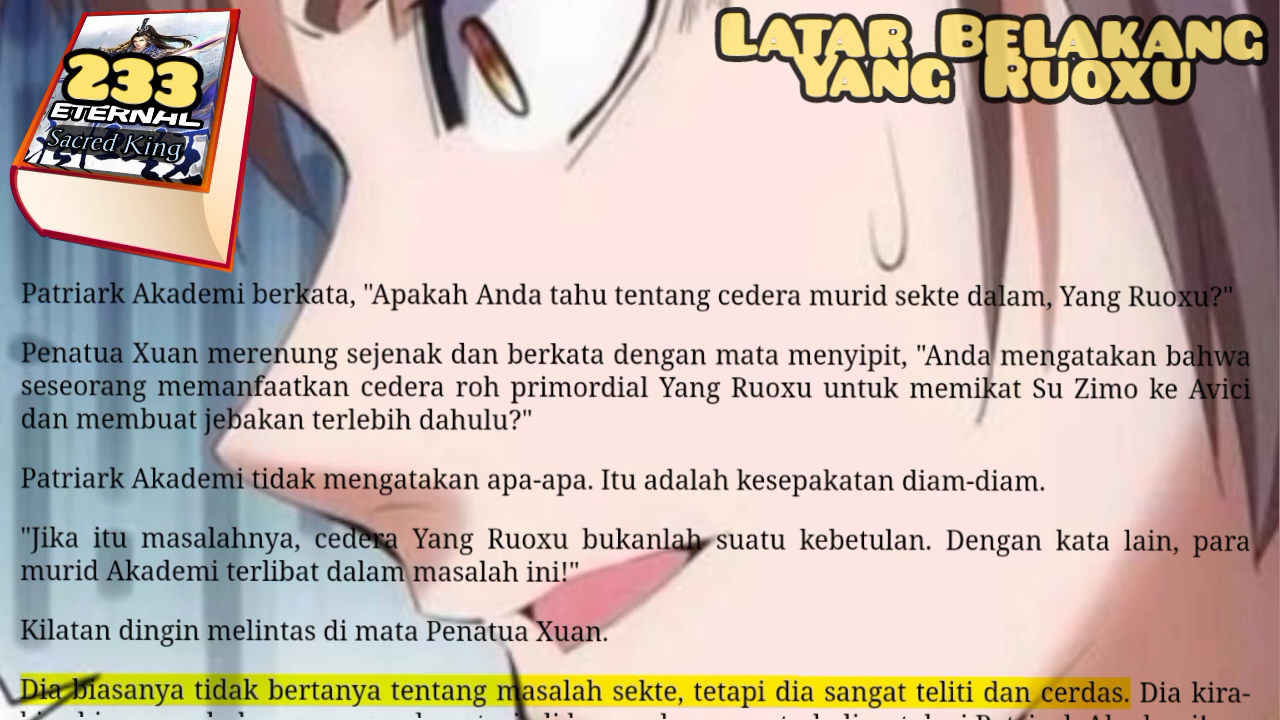 233
ETERNAL
Sacred King
LATAR BELAKANG
YANG RUOXU
Patriark Akademi berkata, "Apakah Anda tahu tentang cedera murid sekte dalam, Yang Ruoxu?"
Penatua Xuan merenung sejenak dan berkata dengan mata menyipit, "Anda mengatakan bahwa
seseorang memanfaatkan cedera roh primordial Yang Ruoxu untuk memikat Su Zimo ke Avici
dan membuat jebakan terlebih dahulu?"
Patriark Akademi tidak mengatakan apa-apa. Itu adalah kesepakatan diam-diam.
"Jika itu masalahnya, cedera Yang Ruoxu bukanlah suatu kebetulan. Dengan kata lain, para
murid Akademi terlibat dalam masalah ini!"
Kilatan dingin melintas di mata Penatua Xuan.
Dia biasanya tidak bertanya tentang masalah sekte, tetapi dia sangat teliti dan cerdas. Dia kira-